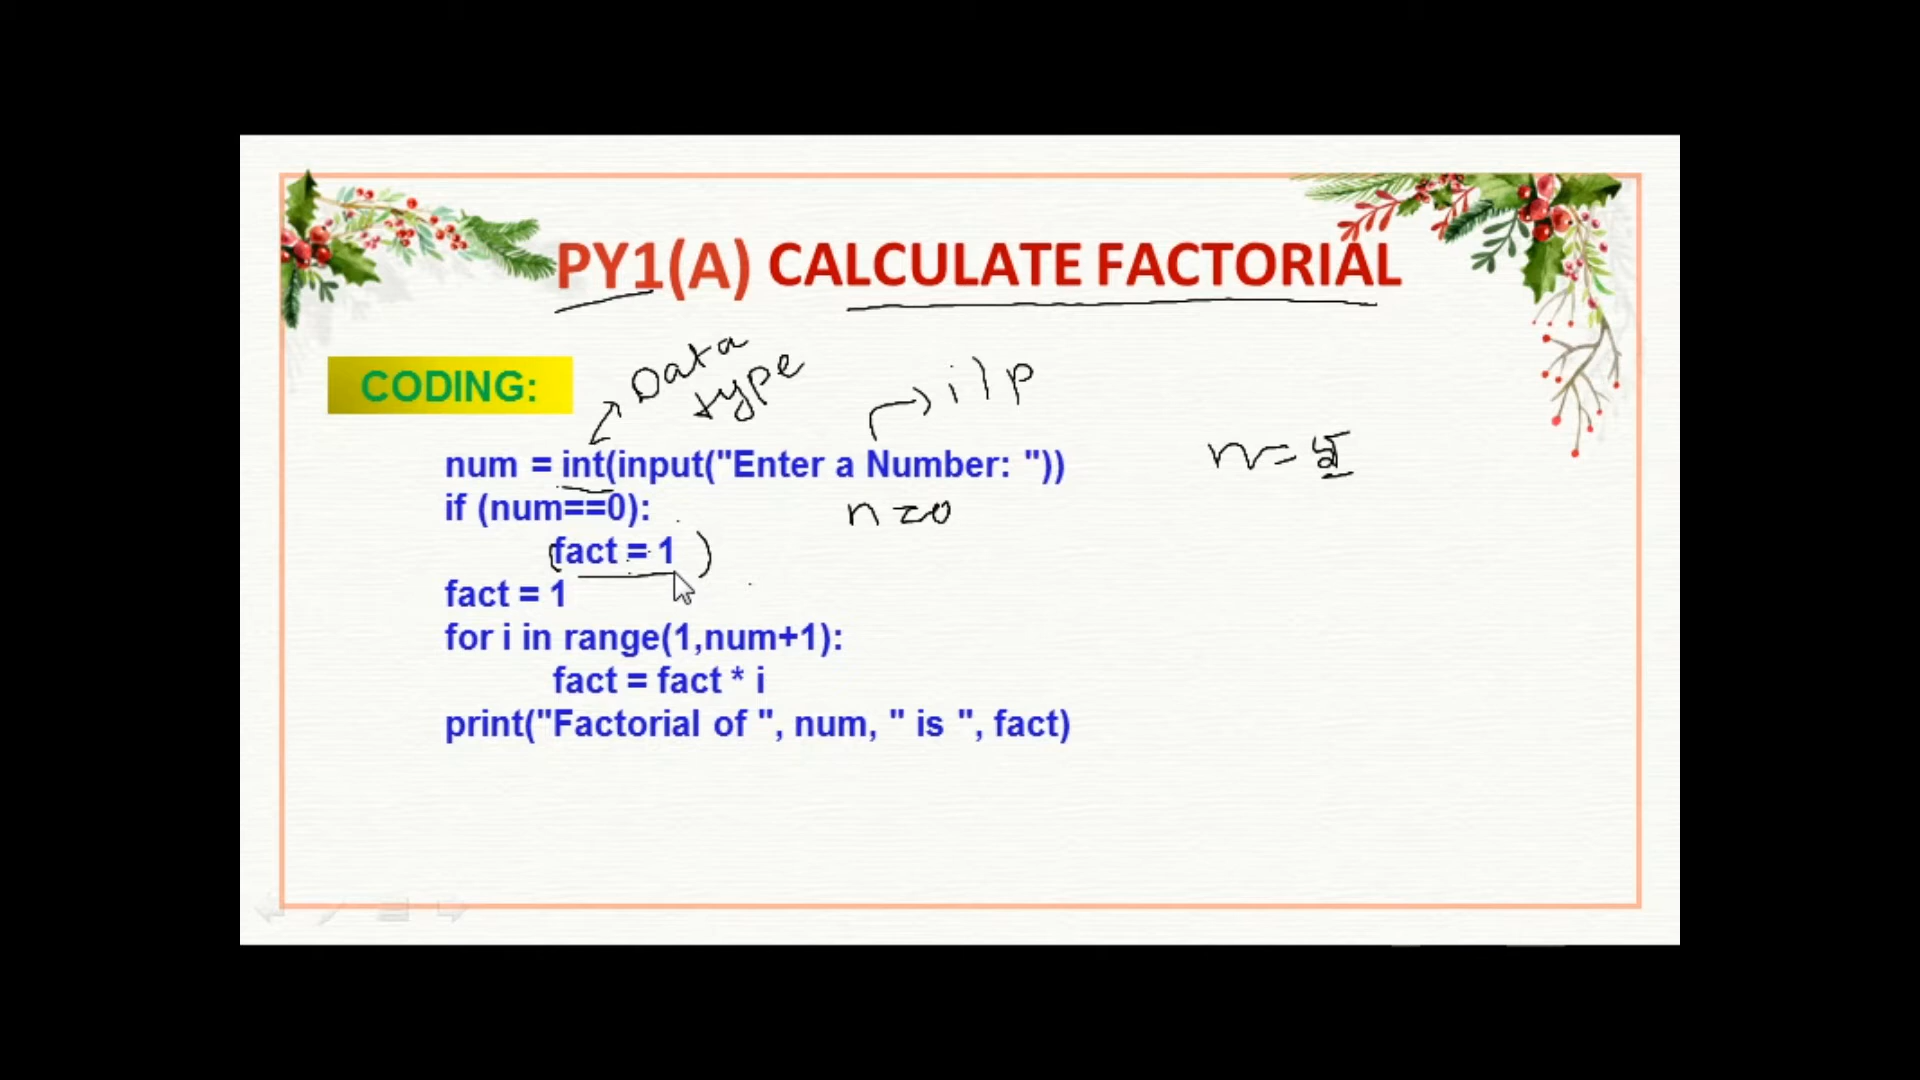 PY1(A) CALCULATE FACTORIAL
Data
type
i/p
CODING:
num = int(input("Enter a Number: "))
n=5
if (num==0):
n=0
fact = 1
fact = 1
for i in range(1,num+1):
fact = fact * i
print("Factorial of ", num, " is ", fact)